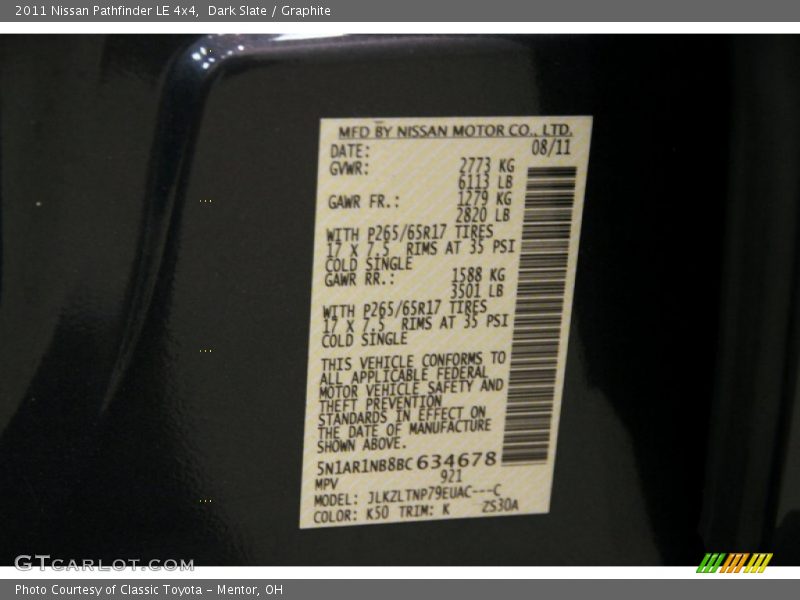 2011 Nissan Pathfinder LE 4x4,  Dark Slate / Graphite
MFD BY NISSAN MOTOR CO., LTD.
DATE: 08/11
GVWR: 2773 KG
6113 LB
GAWR FR.: 1279 KG
2820 LB
WITH P265/65R17 TIRES
17 X 7.5 RIMS AT 35 PSI
COLD SINGLE
GAWR RR.: 1588 KG
3501 LB
WITH P265/65R17 TIRES
17 X 7.5 RIMS AT 35 PSI
COLD SINGLE
THIS VEHICLE CONFORMS TO
ALL APPLICABLE FEDERAL
MOTOR VEHICLE SAFETY AND
THEFT PREVENTION
STANDARDS IN EFFECT ON
THE DATE OF MANUFACTURE
SHOWN ABOVE.
5N1AR1NB8BC634678
MPV 921
MODEL: JLKZLTNP79EUAC---C
COLOR: K50 TRIM: K ZS30A
GTCARLOT.COM
Photo Courtesy of Classic Toyota - Mentor, OH